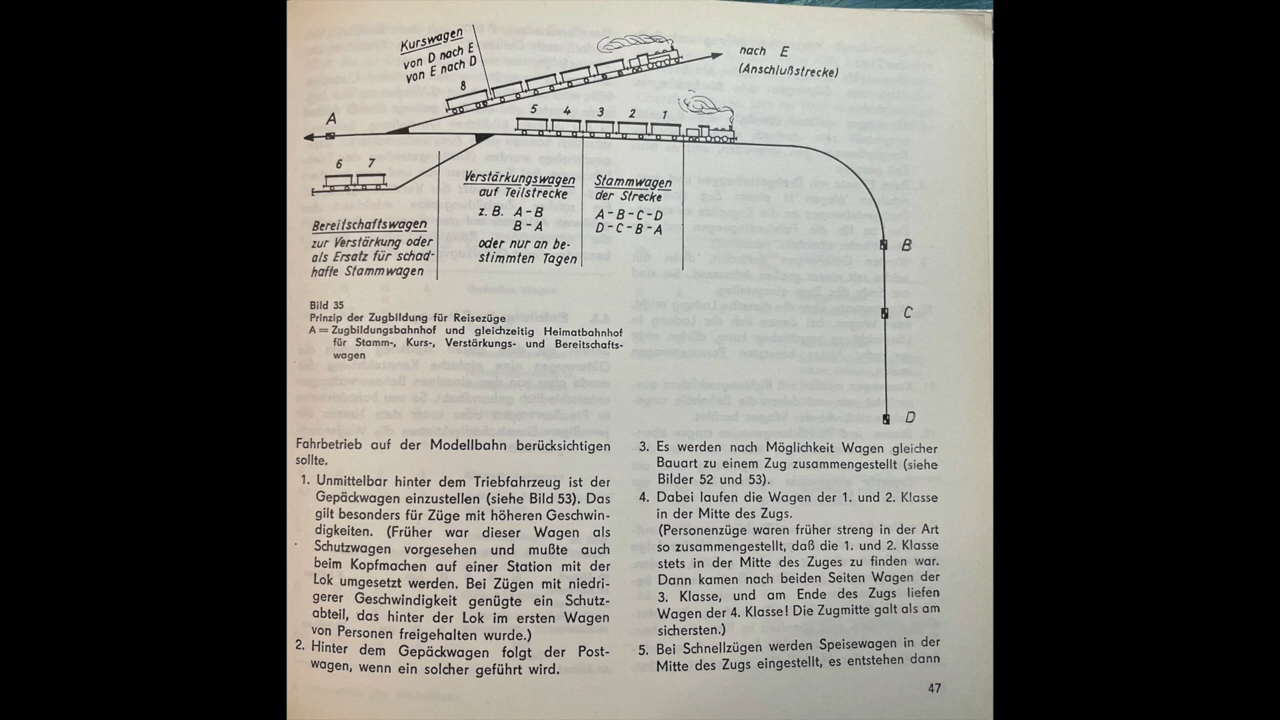 Kurswagen
von D nach E
von E nach D
8
nach E
(Anschlußstrecke)
A
5 4 3 2 1
6 7
Verstärkungswagen
auf Teilstrecke
z. B. A-B
B-A
oder nur an be-
stimmten Tagen
Stammwagen
der Strecke
A-B-C-D
D-C-B-A
Bereitschaftswagen
zur Verstärkung oder
als Ersatz für schad-
hafte Stammwagen
B
C
D
Bild 35
Prinzip der Zugbildung für Reisezüge
A = Zugbildungsbahnhof und gleichzeitig Heimatbahnhof
für Stamm-, Kurs-, Verstärkungs- und Bereitschafts-
wagen
Fahrbetrieb auf der Modellbahn berücksichtigen
sollte.
1. Unmittelbar hinter dem Triebfahrzeug ist der
Gepäckwagen einzustellen (siehe Bild 53). Das
gilt besonders für Züge mit höheren Geschwin-
digkeiten. (Früher war dieser Wagen als
Schutzwagen vorgesehen und mußte auch
beim Kopfmachen auf einer Station mit der
Lok umgesetzt werden. Bei Zügen mit niedri-
gerer Geschwindigkeit genügte ein Schutz-
abteil, das hinter der Lok im ersten Wagen
von Personen freigehalten wurde.)
2. Hinter dem Gepäckwagen folgt der Post-
wagen, wenn ein solcher geführt wird.
3. Es werden nach Möglichkeit Wagen gleicher
Bauart zu einem Zug zusammengestellt (siehe
Bilder 52 und 53).
4. Dabei laufen die Wagen der 1. und 2. Klasse
in der Mitte des Zugs.
(Personenzüge waren früher streng in der Art
so zusammengestellt, daß die 1. und 2. Klasse
stets in der Mitte des Zuges zu finden war.
Dann kamen nach beiden Seiten Wagen der
3. Klasse, und am Ende des Zugs liefen
Wagen der 4. Klasse! Die Zugmitte galt als am
sichersten.)
5. Bei Schnellzügen werden Speisewagen in der
Mitte des Zugs eingestellt, es entstehen dann
47